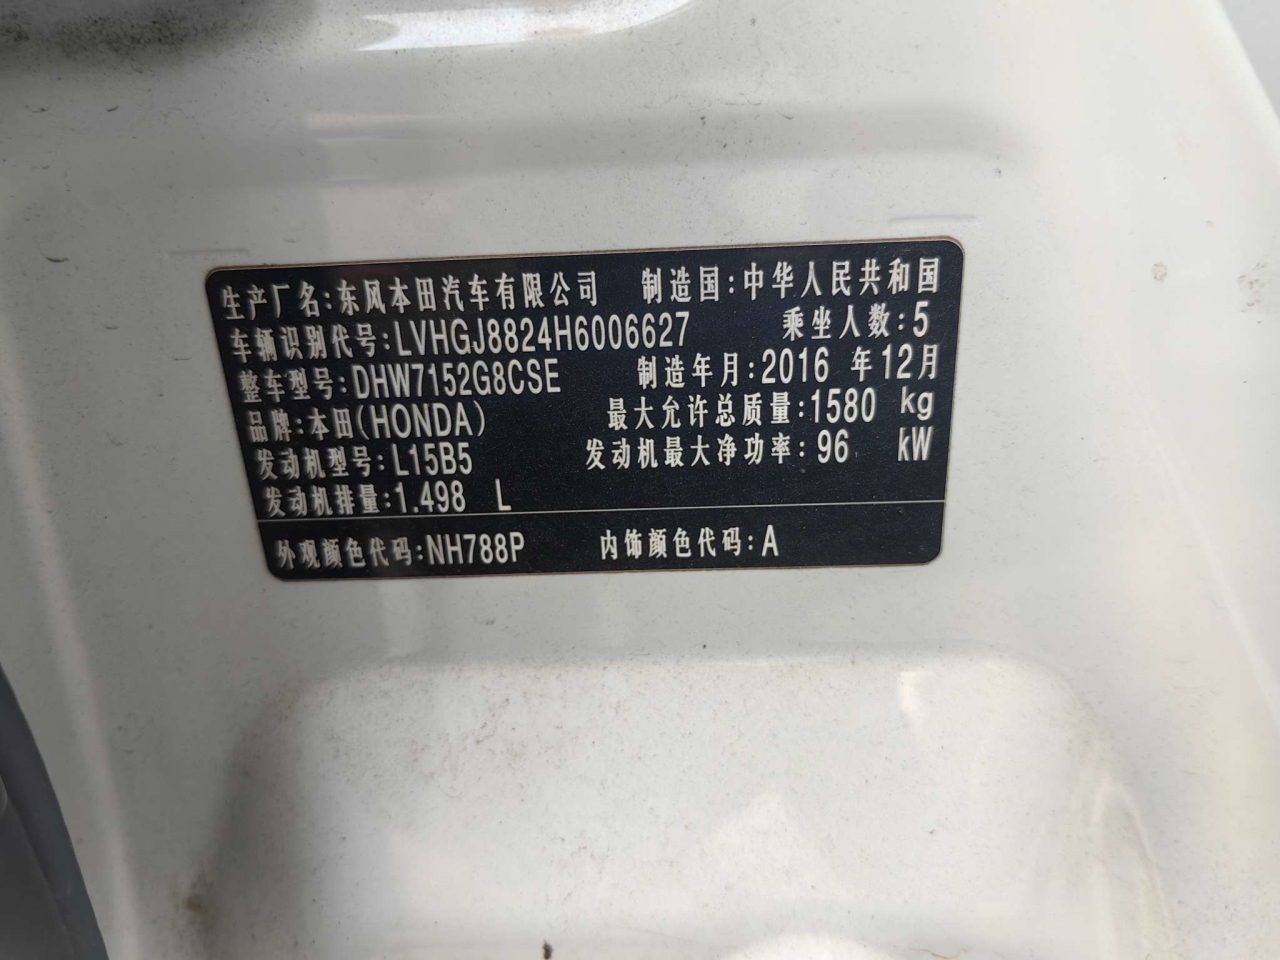 生产厂名:东风本田汽车有限公司 制造国:中华人民共和国
车辆识别代号:LVHGJ8824H6006627 乘坐人数:5
整车型号:DHW7152G8CSE 制造年月:2016 年12月
品牌:本田(HONDA) 最大允许总质量:1580 kg
发动机型号:L15B5 发动机最大净功率:96 kW
发动机排量:1.498 L
外观颜色代码:NH788P 内饰颜色代码:A